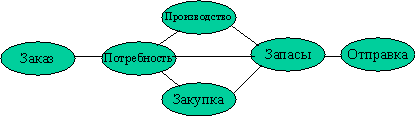 Производство
Заказ
Потребность
Запасы
Отправка
Закупка